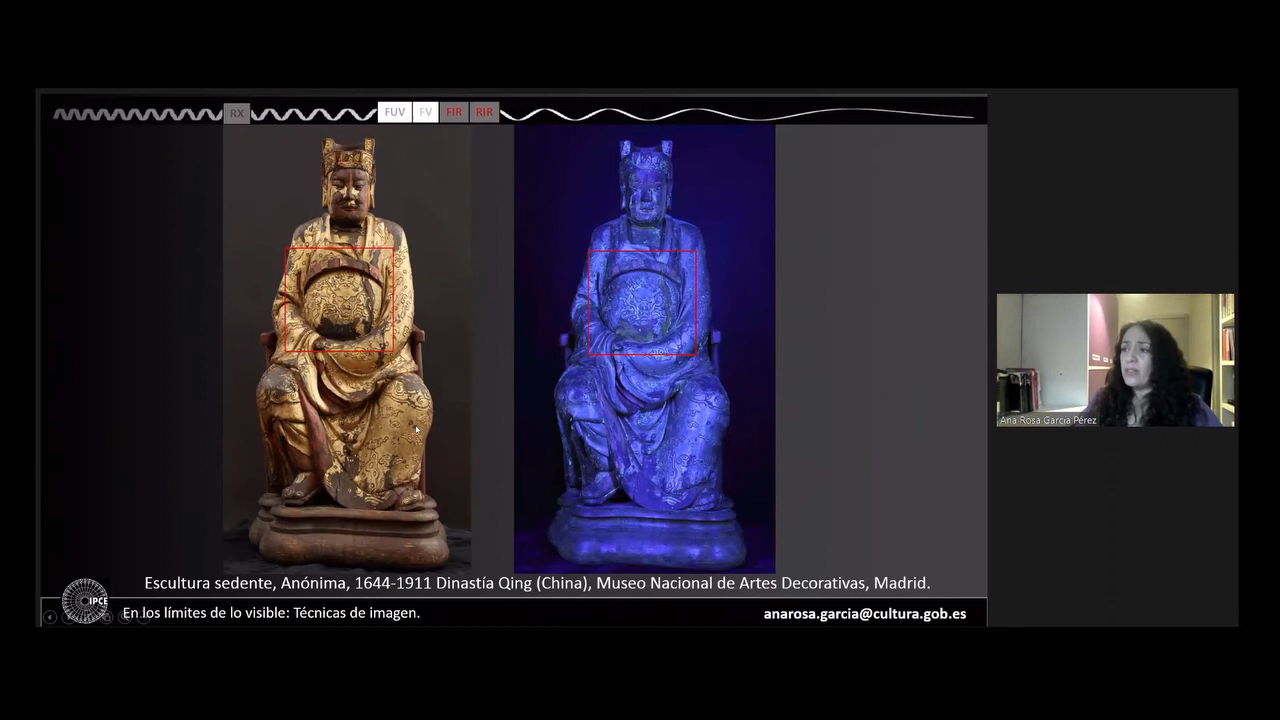 RX
FUV FV FIR RIR
Ana Rosa García Pérez
Escultura sedente, Anónima, 1644-1911 Dinastía Qing (China), Museo Nacional de Artes Decorativas, Madrid.
IPCE
En los límites de lo visible: Técnicas de imagen.
anarosa.garcia@cultura.gob.es